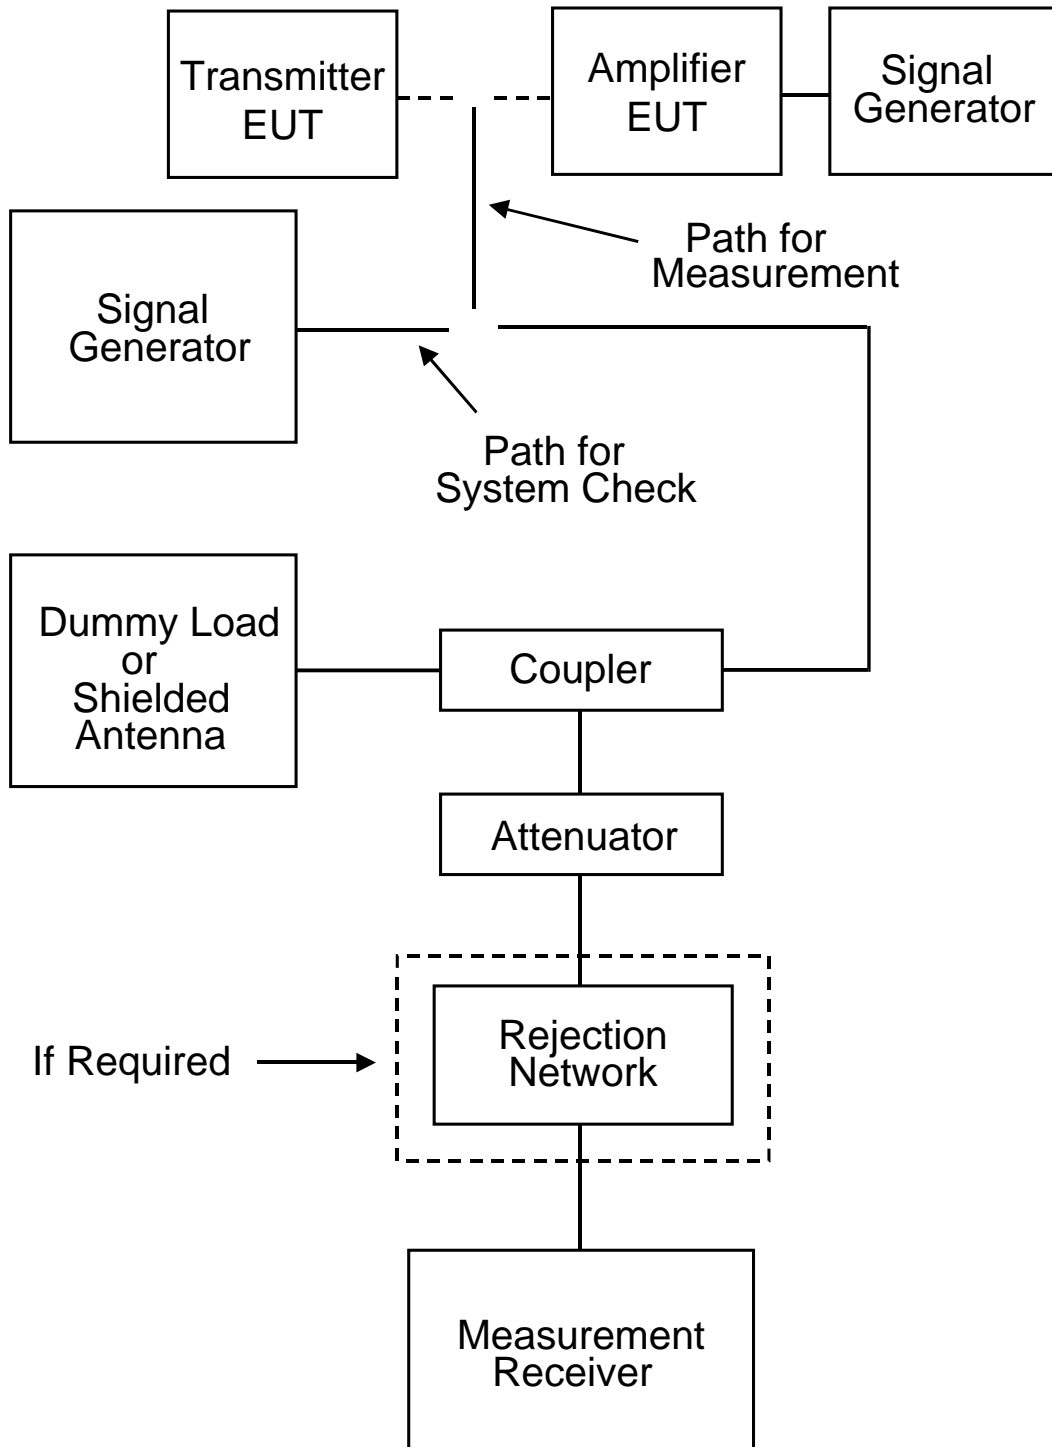 Transmitter
EUT
Amplifier
EUT
Signal
Generator
Path for
Measurement
Signal
Generator
Path for
System Check
Dummy Load
or
Shielded
Antenna
Coupler
Attenuator
If Required
Rejection
Network
Measurement
Receiver